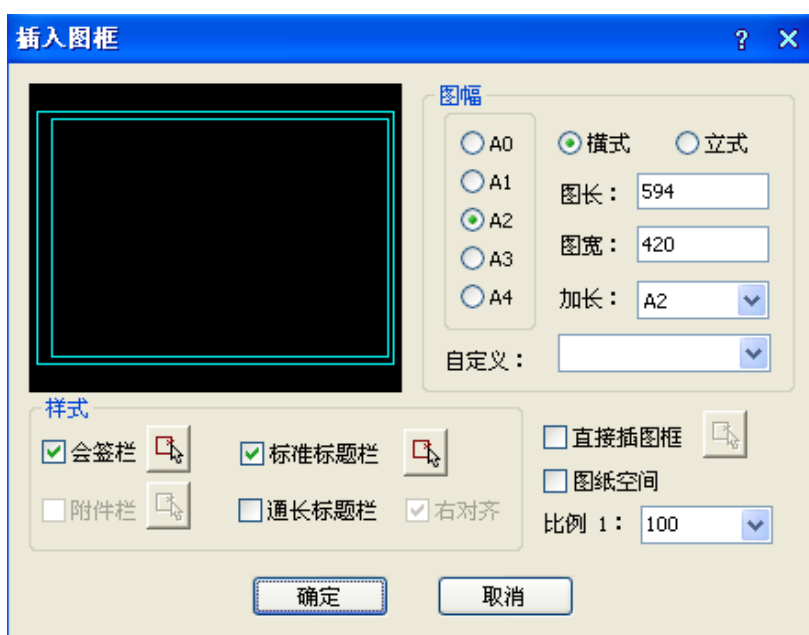 插入图框
图幅
A0
横式
立式
A1
图长：
594
A2
图宽：
420
A3
A4
加长：
A2
自定义：
样式
会签栏
标准标题栏
直接插图框
附件栏
通长标题栏
右对齐
图纸空间
比例 1：
100
确定
取消